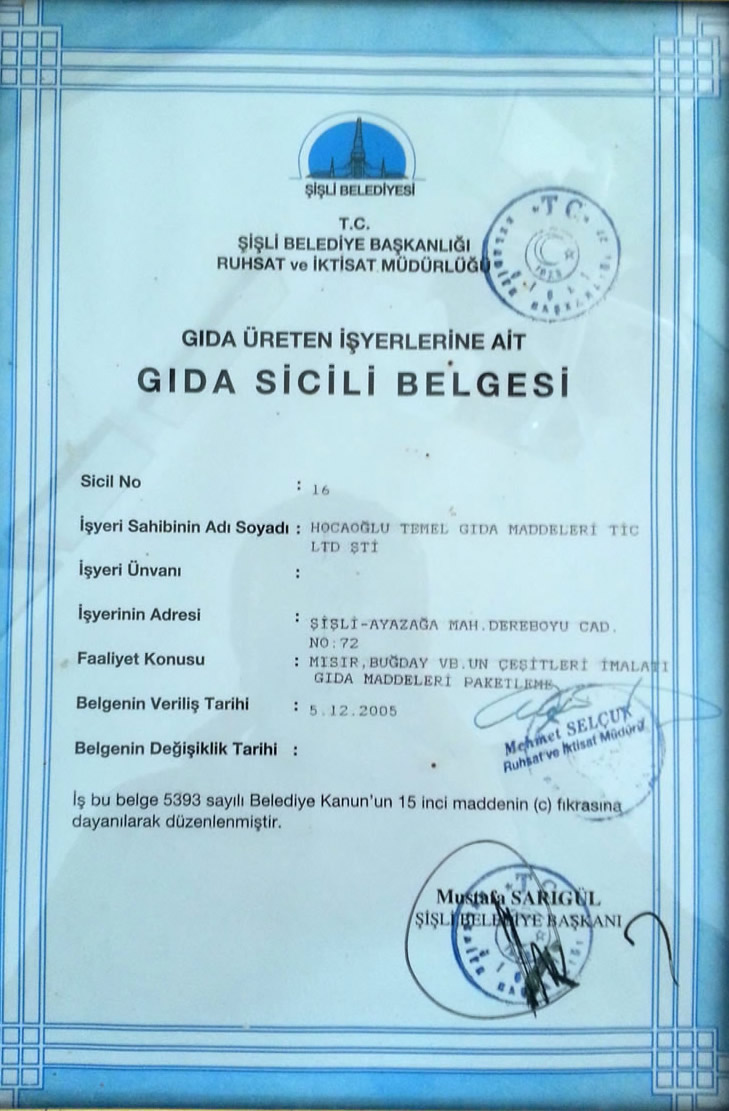 ŞİŞLİ BELEDİYESİ
T.C.
ŞİŞLİ BELEDİYE BAŞKANLIĞI
RUHSAT ve İKTİSAT MÜDÜRLÜĞÜ
T.C.
1923
GIDA ÜRETEN İŞYERLERİNE AİT
GIDA SİCİLİ BELGESİ
Sicil No : 16
İşyeri Sahibinin Adı Soyadı : HOCAOĞLU TEMEL GIDA MADDELERİ TİC
LTD ŞTİ
İşyeri Ünvanı :
İşyerinin Adresi : ŞİŞLİ-AYAZAĞA MAH.DEREBOYU CAD.
NO:72
Faaliyet Konusu : MISIR,BUĞDAY VB.UN ÇEŞİTLERİ İMALATI
GIDA MADDELERİ PAKETLEME
Belgenin Veriliş Tarihi : 5.12.2005
Mehmet SELÇUK
Ruhsat ve İktisat Müdürü
Belgenin Değişiklik Tarihi :
İş bu belge 5393 sayılı Belediye Kanun'un 15 inci maddenin (c) fıkrasına
dayanılarak düzenlenmiştir.
T.C.
Mustafa SARIGÜL
ŞİŞLİ BELEDİYE BAŞKANI